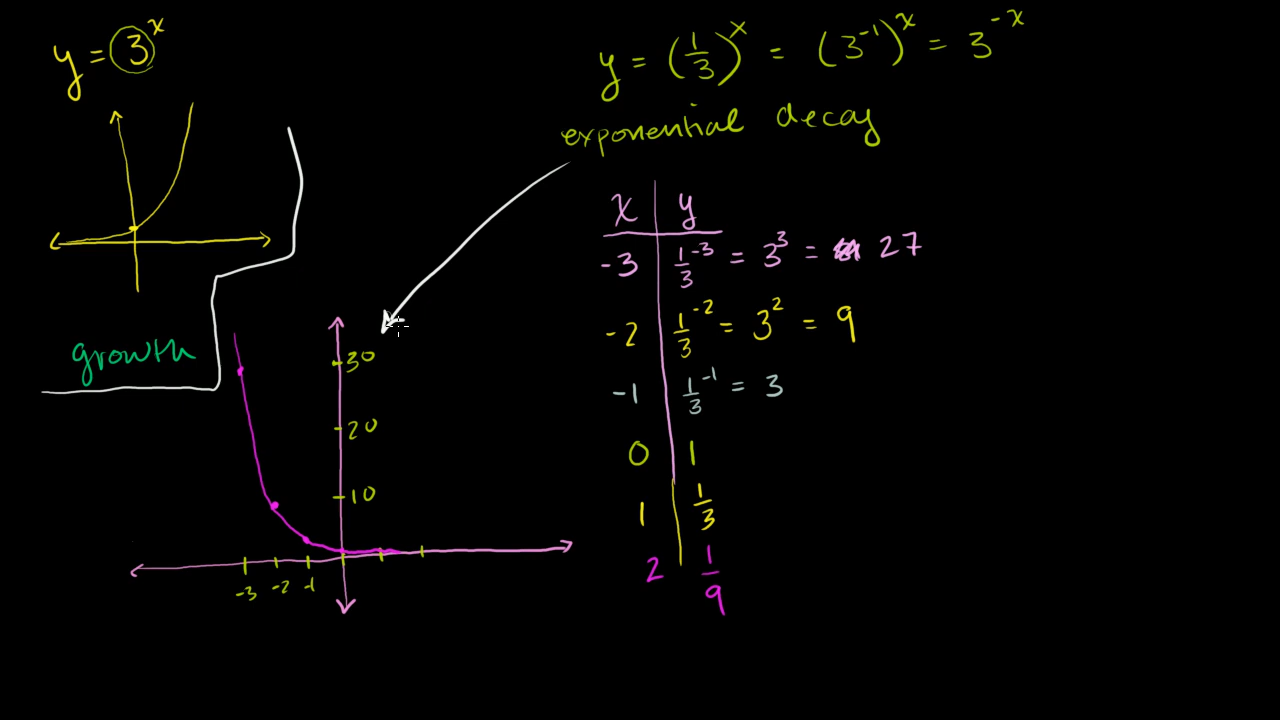 y = 3^x
y = (1/3)^x = (3^-1)^x = 3^-x
exponential decay
growth
30
20
10
-3 -2 -1
x y
-3 1/3^-3 = 3^3 = 27
-2 1/3^-2 = 3^2 = 9
-1 1/3^-1 = 3
0 1
1 1/3
2 1/9